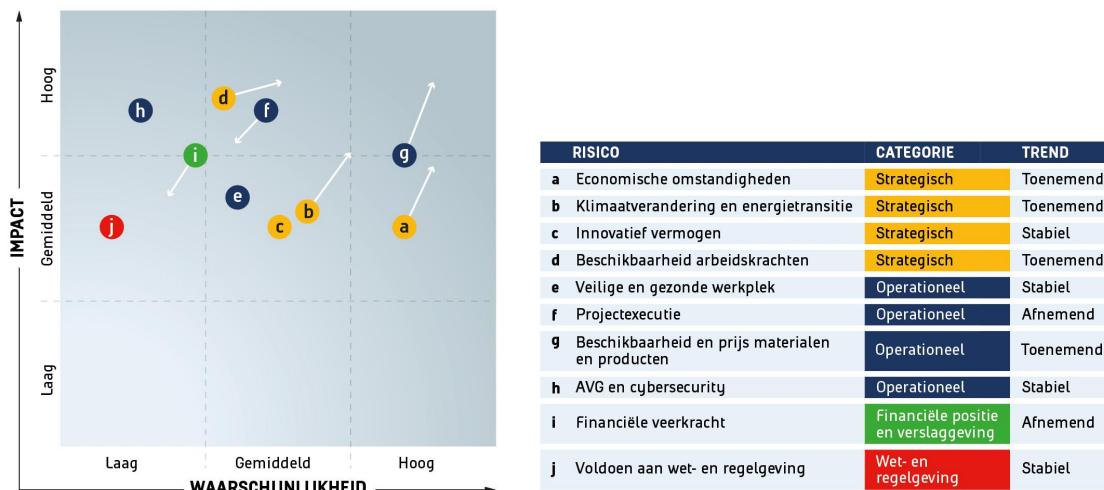 IMPACT
Hoog
Gemiddeld
Laag
h
d
f
i
g
e
b
j
c
a
Laag
Gemiddeld
Hoog
WAARSCHIJNLIJKHEID
RISICO CATEGORIE TREND
a Economische omstandigheden Strategisch Toenemend
b Klimaatverandering en energietransitie Strategisch Toenemend
c Innovatief vermogen Strategisch Stabiel
d Beschikbaarheid arbeidskrachten Strategisch Toenemend
e Veilige en gezonde werkplek Operationeel Stabiel
f Projectexecutie Operationeel Afnemend
g Beschikbaarheid en prijs materialen
en producten Operationeel Toenemend
h AVG en cybersecurity Operationeel Stabiel
i Financiële veerkracht Financiële positie
en verslaggeving Afnemend
j Voldoen aan wet- en regelgeving Wet- en
regelgeving Stabiel